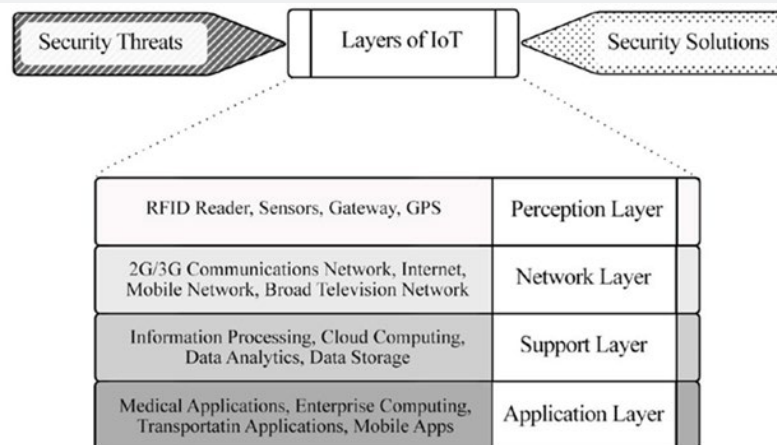 Security Threats
Layers of IoT
Security Solutions
RFID Reader, Sensors, Gateway, GPS
Perception Layer
2G/3G Communications Network, Internet,
Mobile Network, Broad Television Network
Network Layer
Information Processing, Cloud Computing,
Data Analytics, Data Storage
Support Layer
Medical Applications, Enterprise Computing,
Transportatin Applications, Mobile Apps
Application Layer